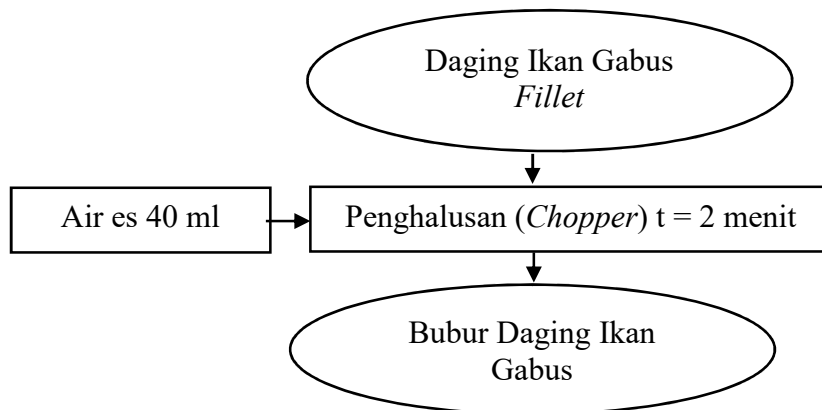 Daging Ikan Gabus
Fillet
Air es 40 ml
Penghalusan (Chopper) t = 2 menit
Bubur Daging Ikan
Gabus